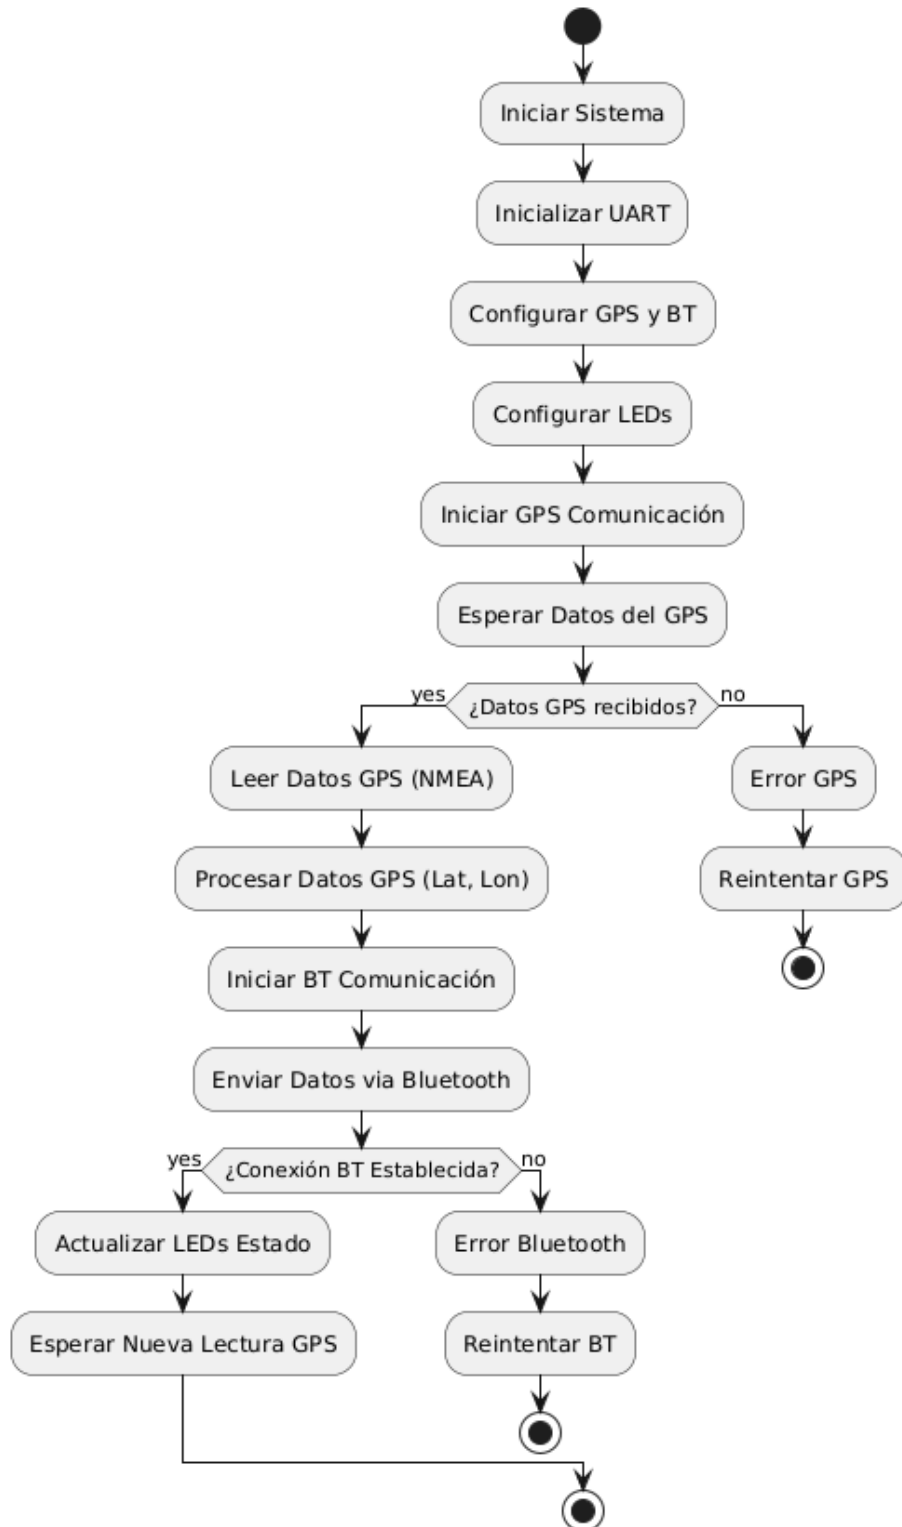 Iniciar Sistema
Inicializar UART
Configurar GPS y BT
Configurar LEDs
Iniciar GPS Comunicación
Esperar Datos del GPS
yes
¿Datos GPS recibidos?
no
Leer Datos GPS (NMEA)
Error GPS
Procesar Datos GPS (Lat, Lon)
Reintentar GPS
Iniciar BT Comunicación
Enviar Datos via Bluetooth
yes
¿Conexión BT Establecida?
no
Actualizar LEDs Estado
Error Bluetooth
Esperar Nueva Lectura GPS
Reintentar BT